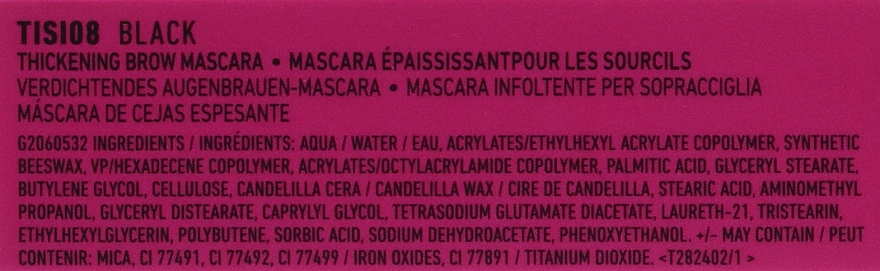 TISI08 BLACK
THICKENING BROW MASCARA • MASCARA ÉPAISSISSANTPOUR LES SOURCILS
VERDICHTENDES AUGENBRAUEN-MASCARA • MASCARA INFOLTENTE PER SOPRACCIGLIA
MÁSCARA DE CEJAS ESPESANTE
G2060532 INGREDIENTS / INGRÉDIENTS: AQUA / WATER / EAU, ACRYLATES/ETHYLHEXYL ACRYLATE COPOLYMER, SYNTHETIC
BEESWAX, VP/HEXADECENE COPOLYMER, ACRYLATES/OCTYLACRYLAMIDE COPOLYMER, PALMITIC ACID, GLYCERYL STEARATE,
BUTYLENE GLYCOL, CELLULOSE, CANDELILLA CERA / CANDELILLA WAX / CIRE DE CANDELILLA, STEARIC ACID, AMINOMETHYL
PROPANOL, GLYCERYL DISTEARATE, CAPRYLYL GLYCOL, TETRASODIUM GLUTAMATE DIACETATE, LAURETH-21, TRISTEARIN,
ETHYLHEXYLGLYCERIN, POLYBUTENE, SORBIC ACID, SODIUM DEHYDROACETATE, PHENOXYETHANOL. +/- MAY CONTAIN / PEUT
CONTENIR: MICA, CI 77491, CI 77492, CI 77499 / IRON OXIDES, CI 77891 / TITANIUM DIOXIDE. <T282402/1 >